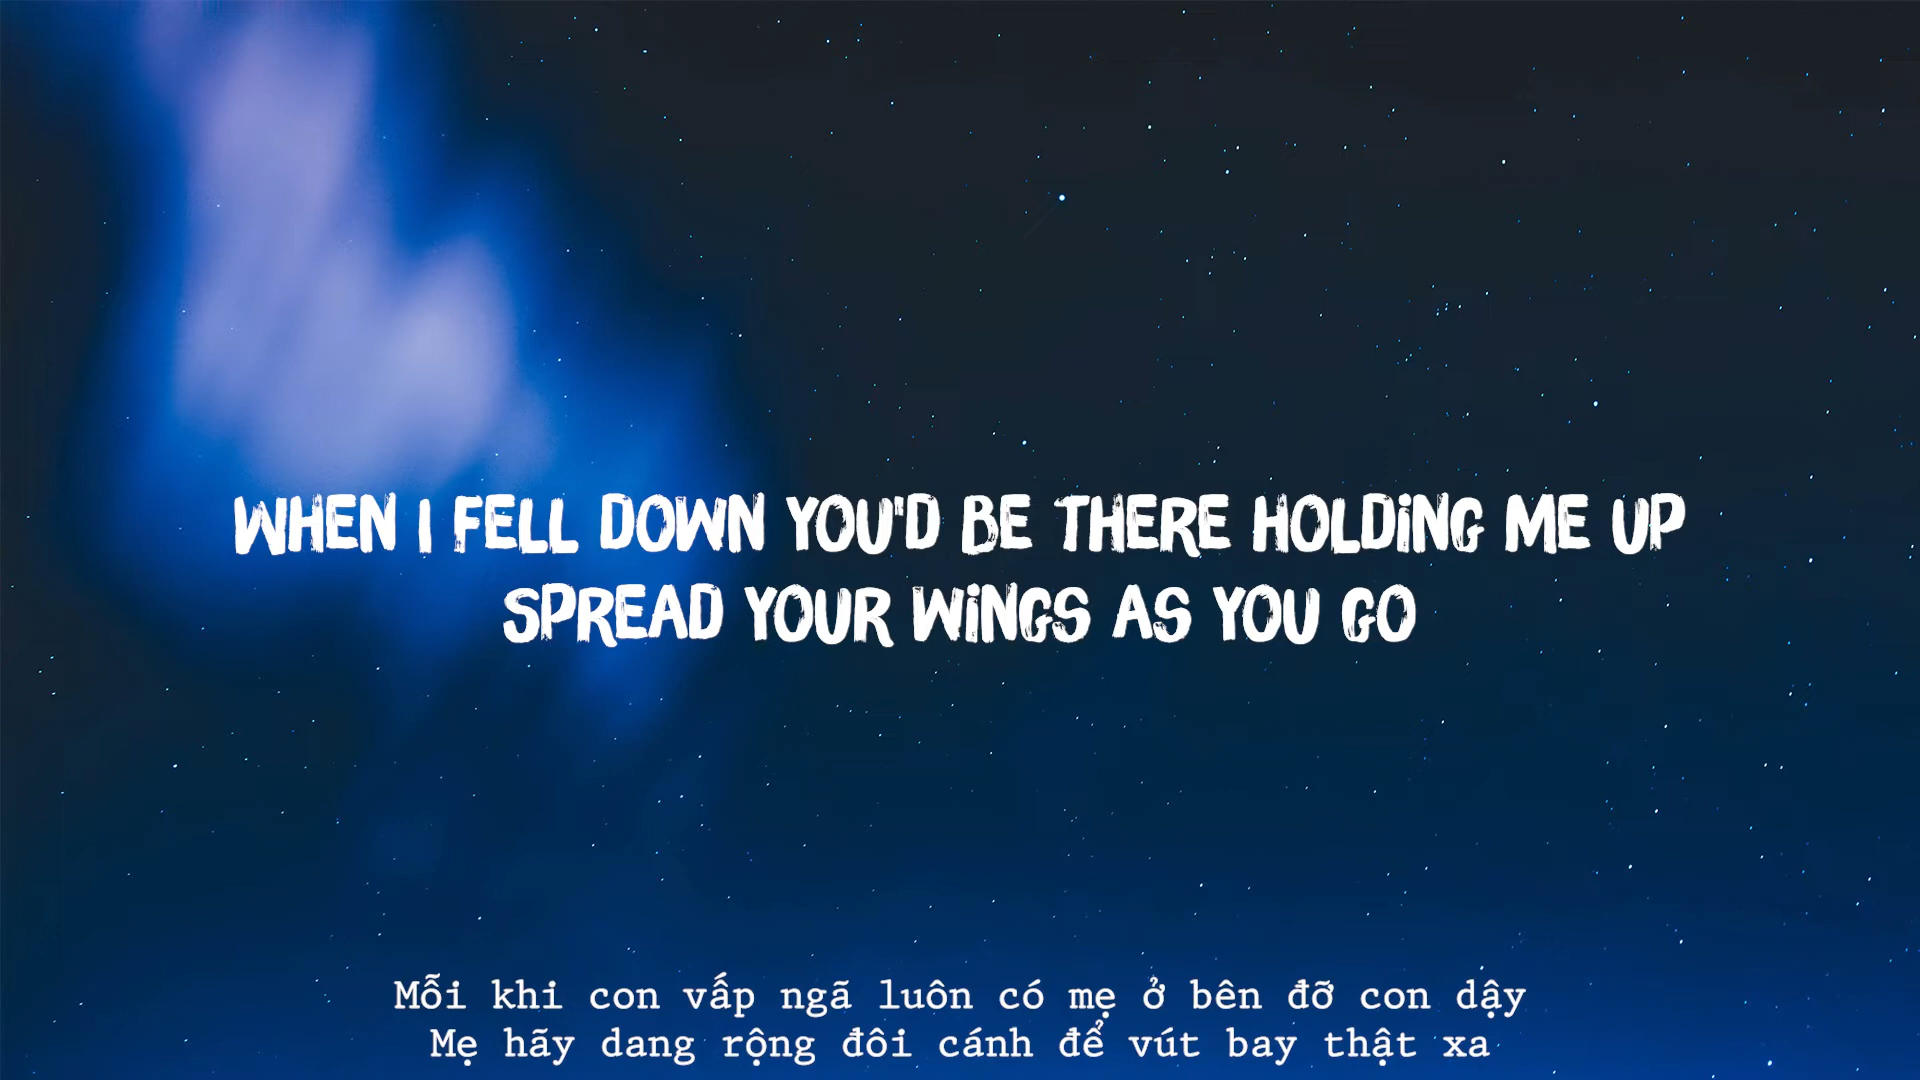 WHEN I FELL DOWN YOU'D BE THERE HOLDING ME UP
SPREAD YOUR WINGS AS YOU GO
Mỗi khi con vấp ngã luôn có mẹ ở bên đỡ con dậy
Mẹ hãy dang rộng đôi cánh để vút bay thật xa